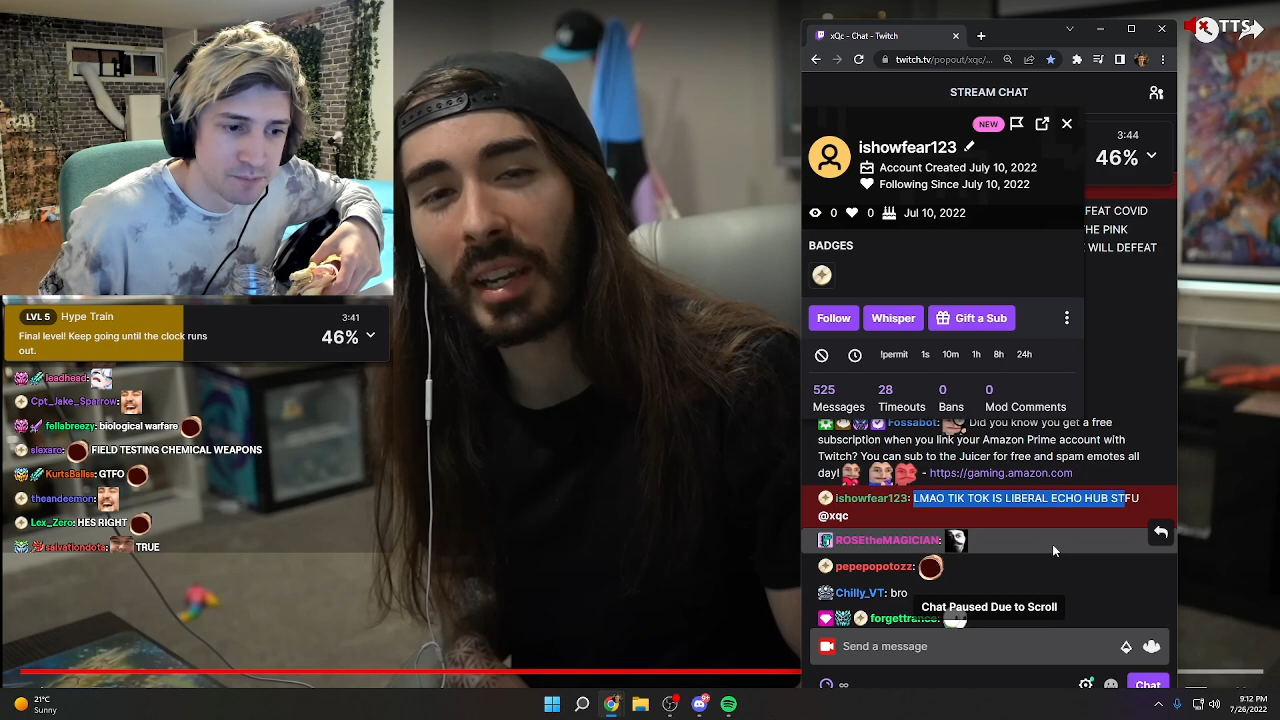 xQc - Chat - Twitch
TTS
twitch.tv/popout/xqc/...
STREAM CHAT
NEW
ishowfear123
Account Created July 10, 2022
Following Since July 10, 2022
3:44
46%
0 0 Jul 10, 2022
FEAT COVID
HE PINK
WILL DEFEAT
BADGES
Follow Whisper Gift a Sub
!permit 1s 10m 1h 8h 24h
525 28 0 0
Messages Timeouts Bans Mod Comments
Fossabot: Did you know you get a free
subscription when you link your Amazon Prime account with
Twitch? You can sub to the Juicer for free and spam emotes all
day! - https://gaming.amazon.com
ishowfear123: LMAO TIK TOK IS LIBERAL ECHO HUB STFU
@xqc
ROSEtheMAGICIAN:
pepepopotozz:
Chilly_VT: bro
Chat Paused Due to Scroll
forgettrance:
Send a message
Chat
LVL 5 Hype Train
Final level! Keep going until the clock runs
out.
3:41
46%
leadhead:
Cpt_Jake_Sparrow:
fellabreezy: biological warfare
slexaro: FIELD TESTING CHEMICAL WEAPONS
KurtsBallss: GTFO
theandeemon:
Lex_Zero: HES RIGHT
salvationdota: TRUE
21°C
Sunny
9:12 PM
7/26/2022